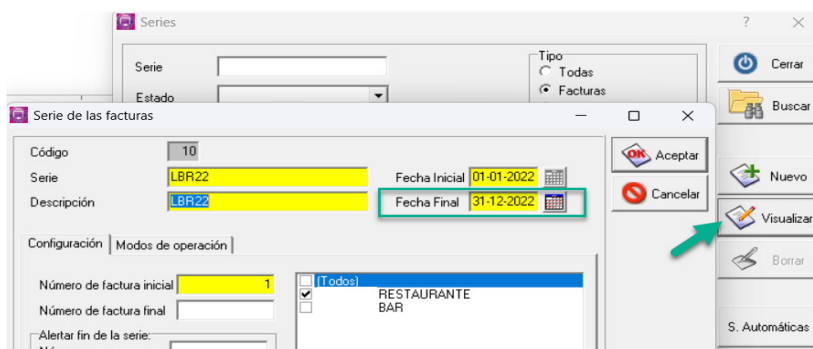 Series
?
Serie
Tipo
Todas
Facturas
Estado
Cerrar
Buscar
Nuevo
Visualizar
Borrar
S. Automáticas
Serie de las facturas
Código 10
Serie LBR22 Fecha Inicial 01-01-2022
Descripción LBR22 Fecha Final 31-12-2022
OK Aceptar
Cancelar
Configuración Modos de operación
Número de factura inicial 1
Número de factura final
(Todos)
RESTAURANTE
BAR
Alertar fin de la serie: